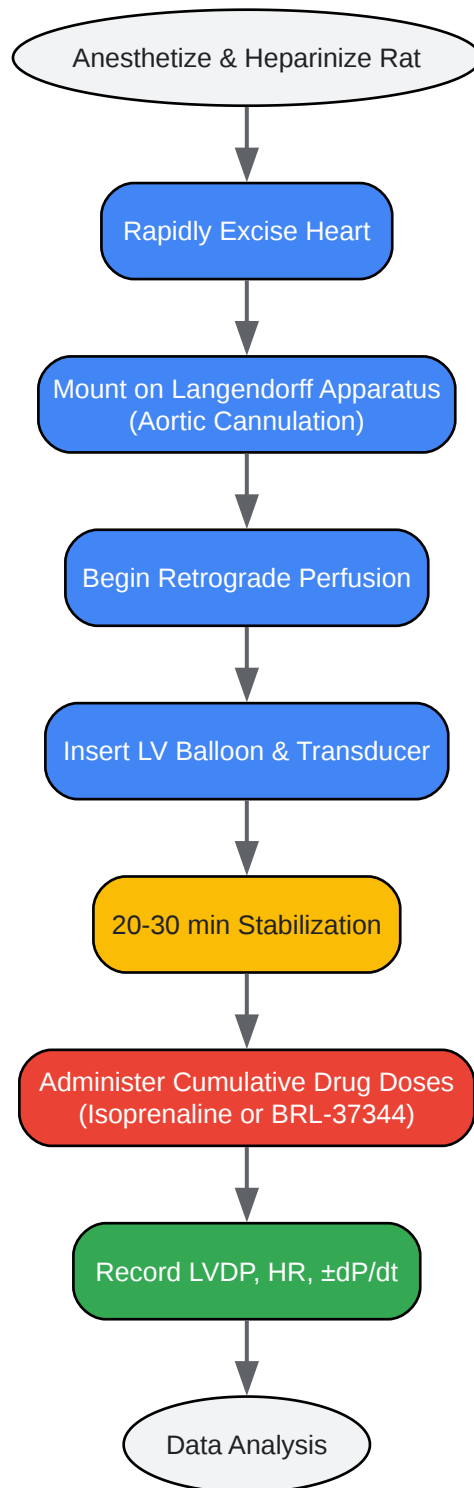 Anesthetize & Heparinize Rat
Rapidly Excise Heart
Mount on Langendorff Apparatus
(Aortic Cannulation)
Begin Retrograde Perfusion
Insert LV Balloon & Transducer
20-30 min Stabilization
Administer Cumulative Drug Doses
(Isoprenaline or BRL-37344)
Record LVDP, HR, ±dP/dt
Data Analysis